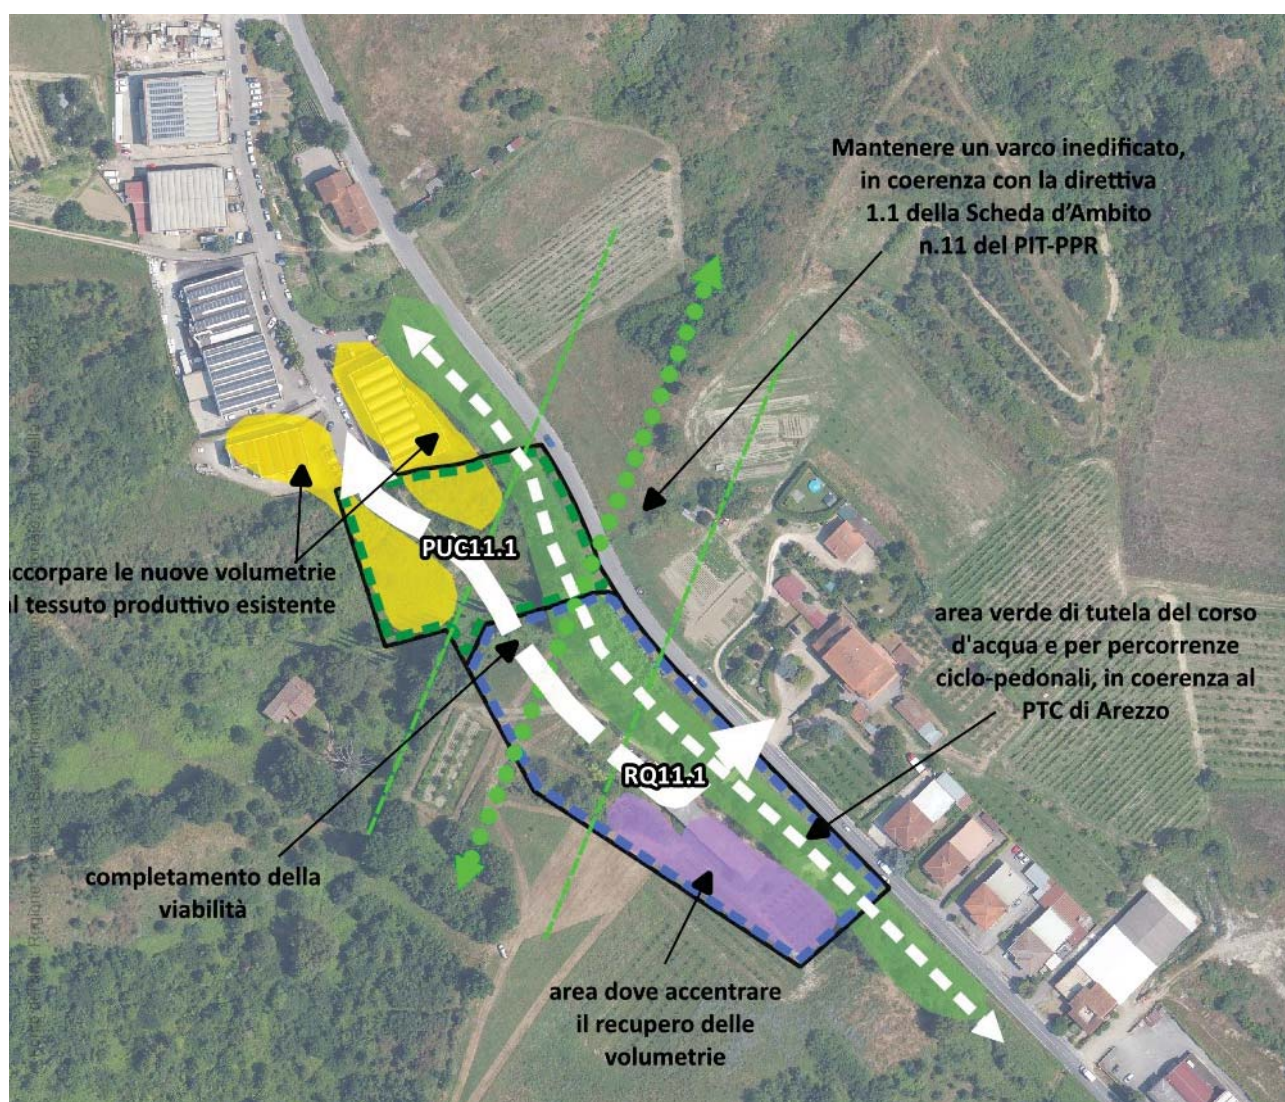 Mantenere un varco inedificato,
in coerenza con la direttiva
1.1 della Scheda d'Ambito
n.11 del PIT-PPR
PUC11.1
accorpare le nuove volumetrie
al tessuto produttivo esistente
area verde di tutela del corso
d'acqua e per percorrenze
ciclo-pedonali, in coerenza al
PTC di Arezzo
RQ11.1
completamento della
viabilità
area dove accentrare
il recupero delle
volumetrie